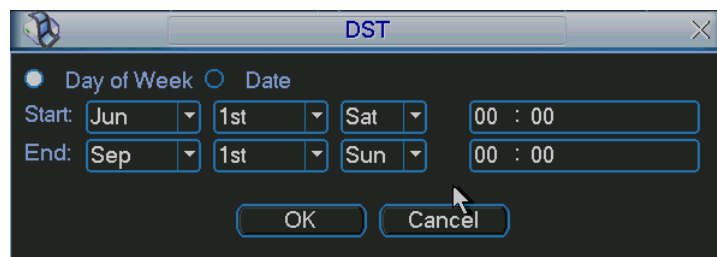 DST
Day of Week Date
Start: Jun 1st Sat 00 : 00
End: Sep 1st Sun 00 : 00
OK Cancel